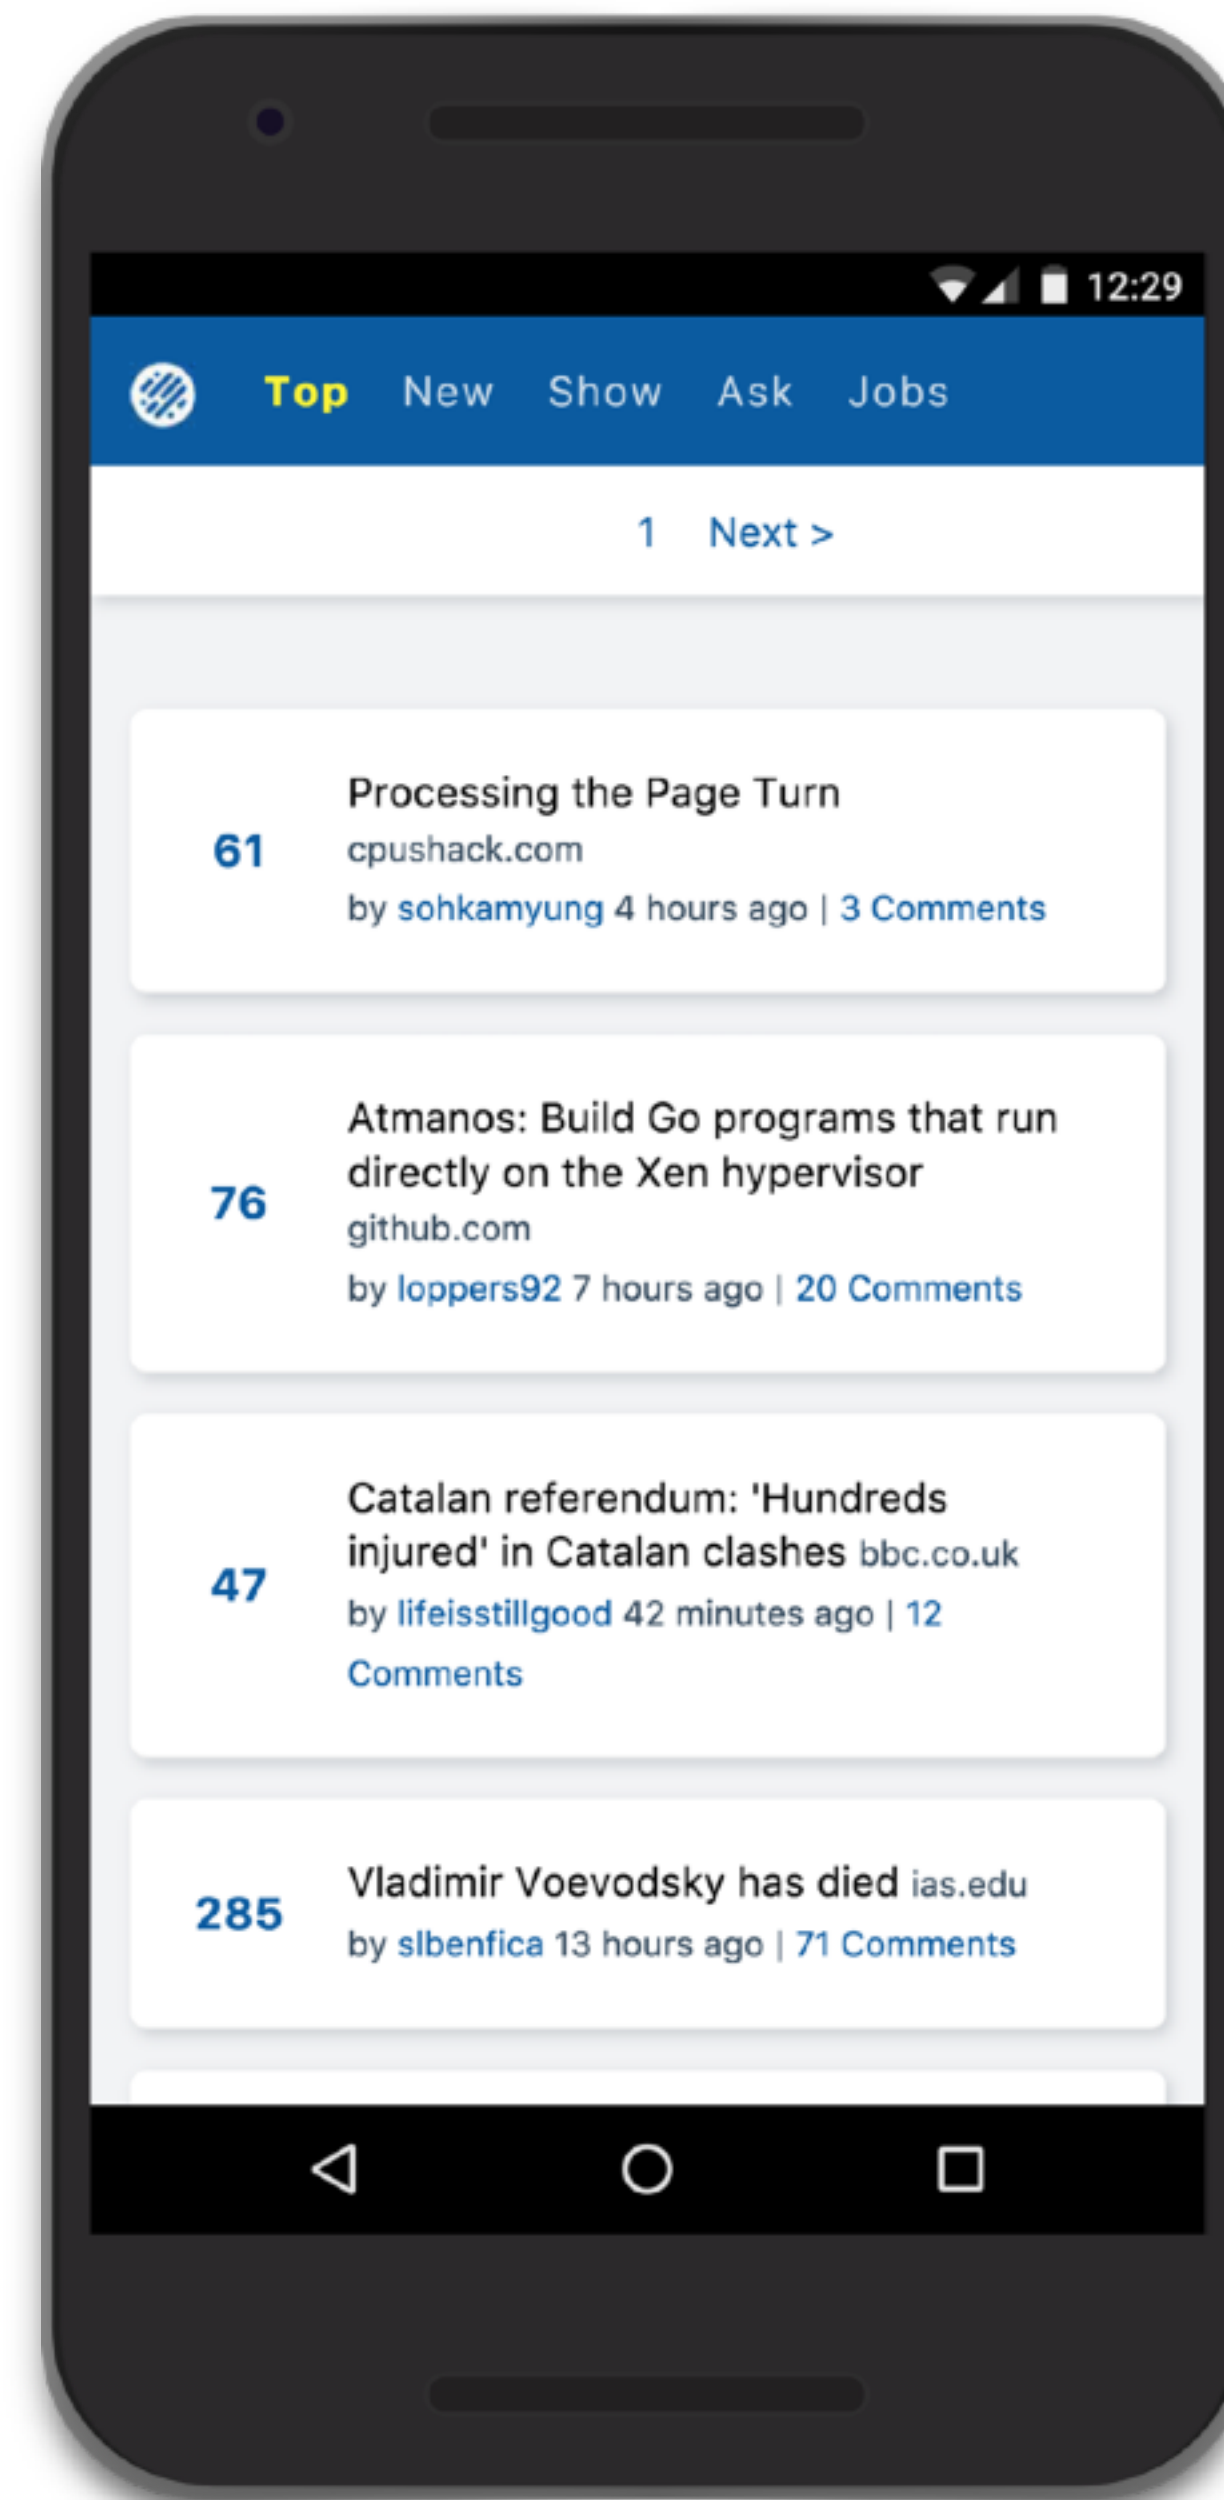 12:29
Top New Show Ask Jobs
1 Next >
Processing the Page Turn
61
cpushack.com
by sohkamyung 4 hours ago | 3 Comments
Atmanos: Build Go programs that run
directly on the Xen hypervisor
76
github.com
by loppers92 7 hours ago | 20 Comments
Catalan referendum: 'Hundreds
injured' in Catalan clashes bbc.co.uk
47
by lifeisstillgood 42 minutes ago | 12
Comments
Vladimir Voevodsky has died ias.edu
285
by slbenfica 13 hours ago | 71 Comments